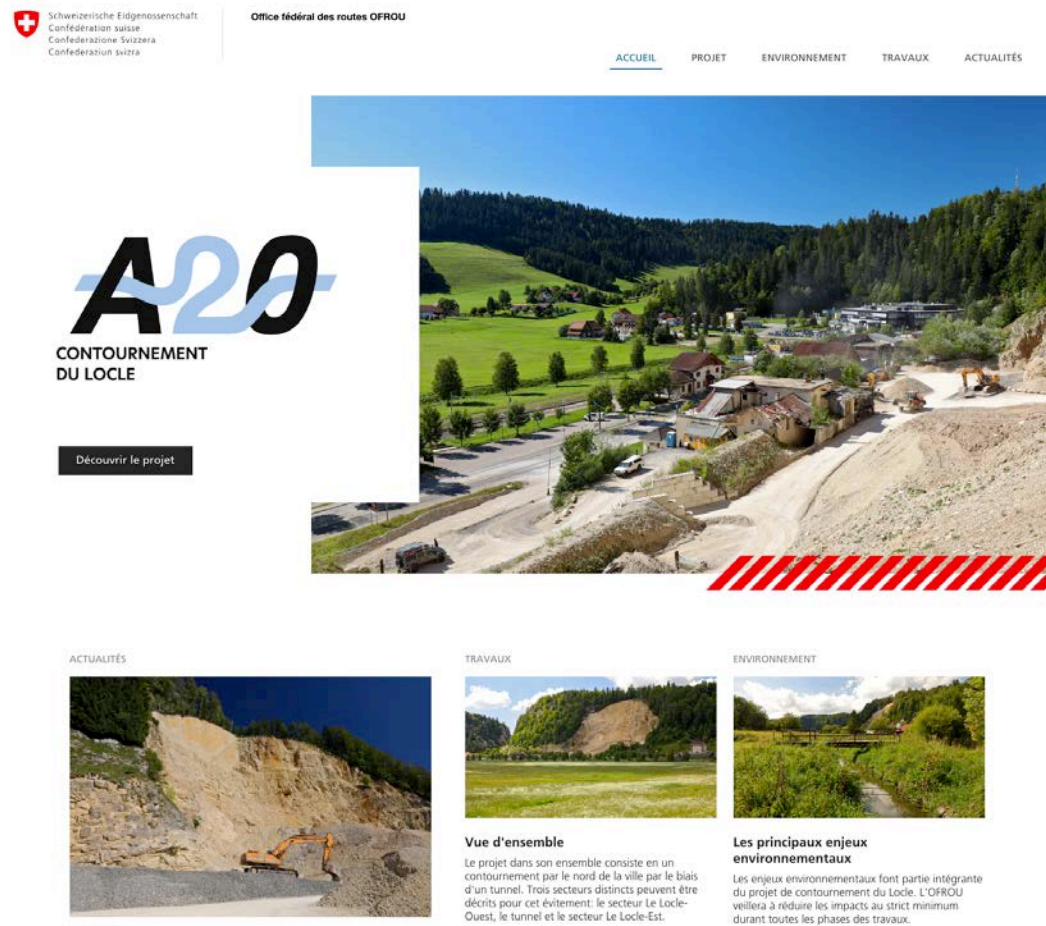 Schweizerische Eidgenossenschaft
Confédération suisse
Confederazione Svizzera
Confederaziun svizra
Office fédéral des routes OFROU
ACCUEIL PROJET ENVIRONNEMENT TRAVAUX ACTUALITÉS
A20
CONTOURNEMENT
DU LOCLE
Découvrir le projet
ACTUALITÉS
TRAVAUX
Vue d'ensemble
Le projet dans son ensemble consiste en un
contournement par le nord de la ville par le biais
d'un tunnel. Trois secteurs distincts peuvent être
décrits pour cet évitement: le secteur Le Locle-
Ouest, le tunnel et le secteur Le Locle-Est.
ENVIRONNEMENT
Les principaux enjeux
environnementaux
Les enjeux environnementaux font partie intégrante
du projet de contournement du Locle. L'OFROU
veillera à réduire les impacts au strict minimum
durant toutes les phases des travaux.